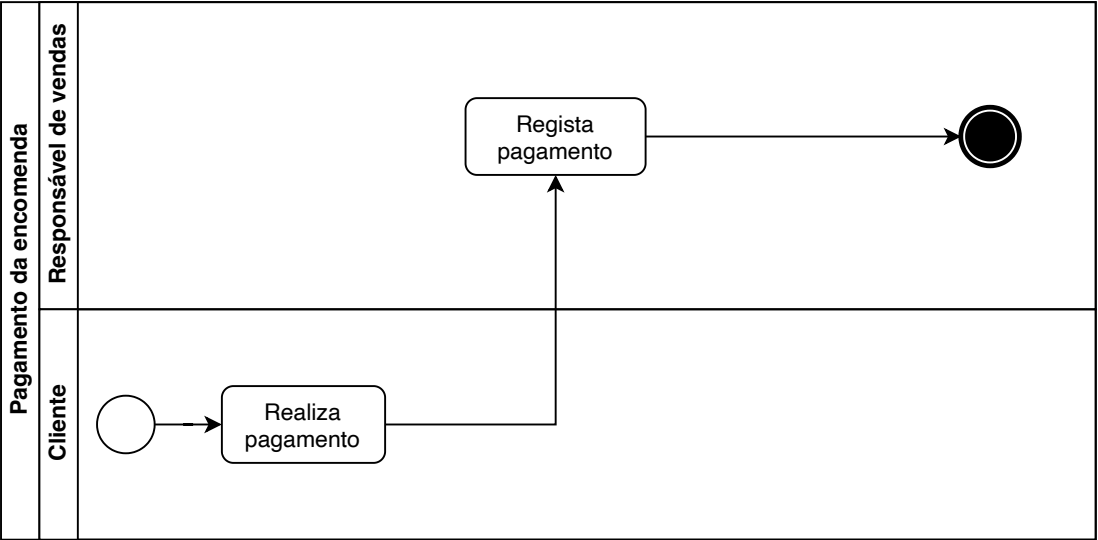 Pagamento da encomenda
Responsável de vendas
Regista
pagamento
Cliente
Realiza
pagamento